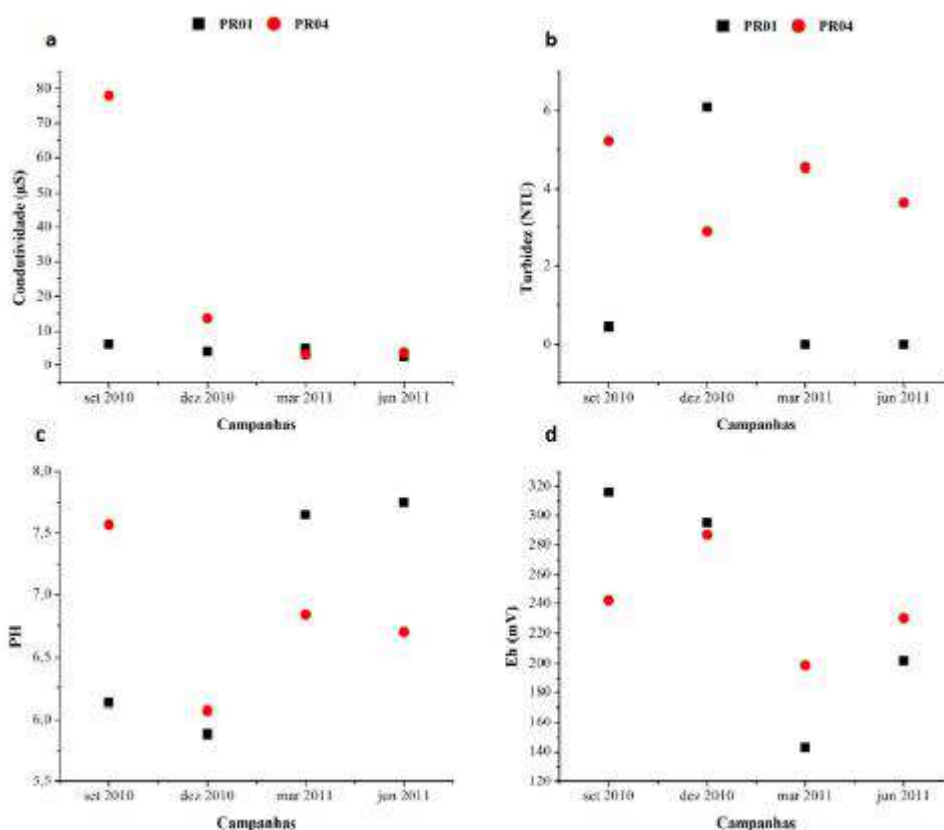 PR01 PR04
a
80
70
60
50
40
30
20
10
0
Condutividade (µS)
set 2010 dez 2010 mar 2011 jun 2011
Campanhas
PR01 PR04
b
6
4
2
0
Turbidez (NTU)
set 2010 dez 2010 mar 2011 jun 2011
Campanhas
c
8,0
7,5
7,0
6,5
6,0
5,5
PH
set 2010 dez 2010 mar 2011 jun 2011
Campanhas
d
320
300
280
260
240
220
200
180
160
140
120
Eh (mV)
set 2010 dez 2010 mar 2011 jun 2011
Campanhas